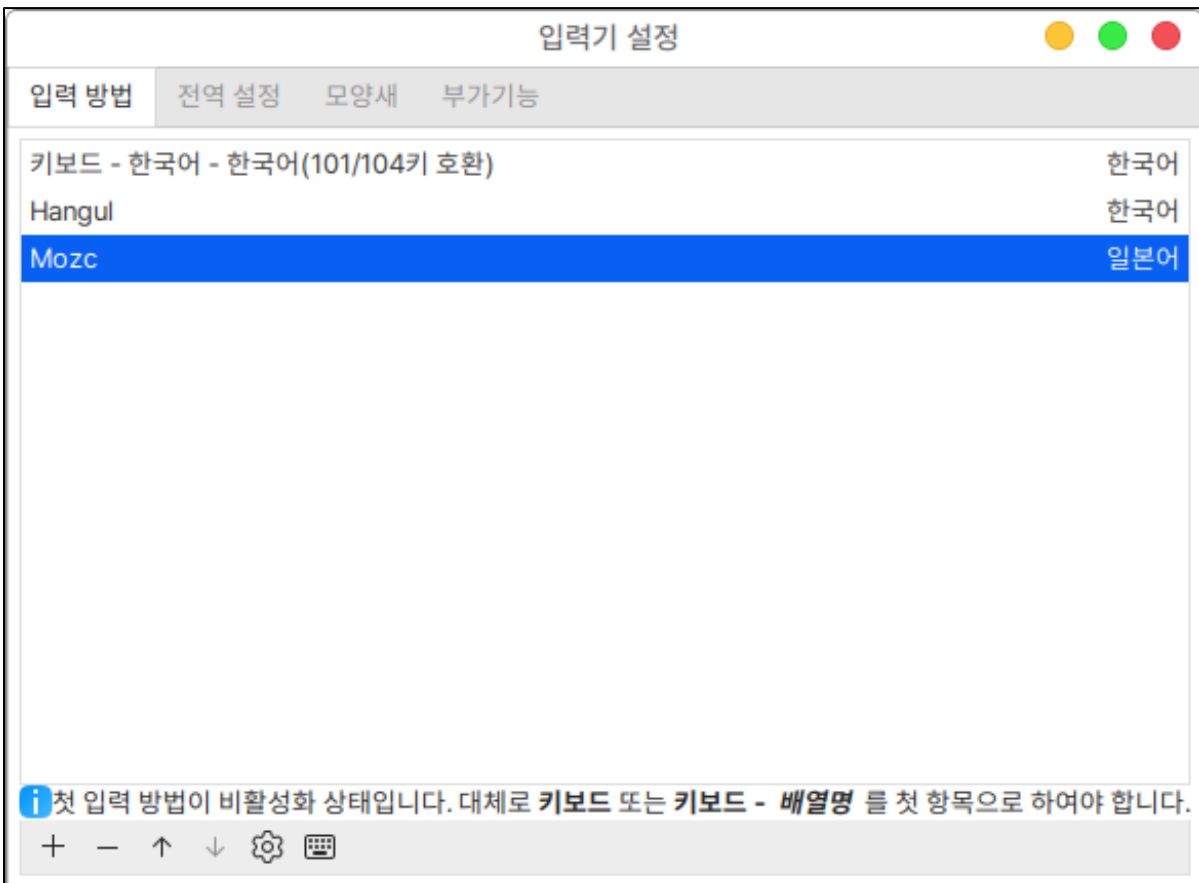 입력기 설정
입력 방법 전역 설정 모양새 부가기능
키보드 - 한국어 - 한국어(101/104키 호환) 한국어
Hangul 한국어
Mozc 일본어
첫 입력 방법이 비활성화 상태입니다. 대체로 키보드 또는 키보드 - 배열명 를 첫 항목으로 하여야 합니다.